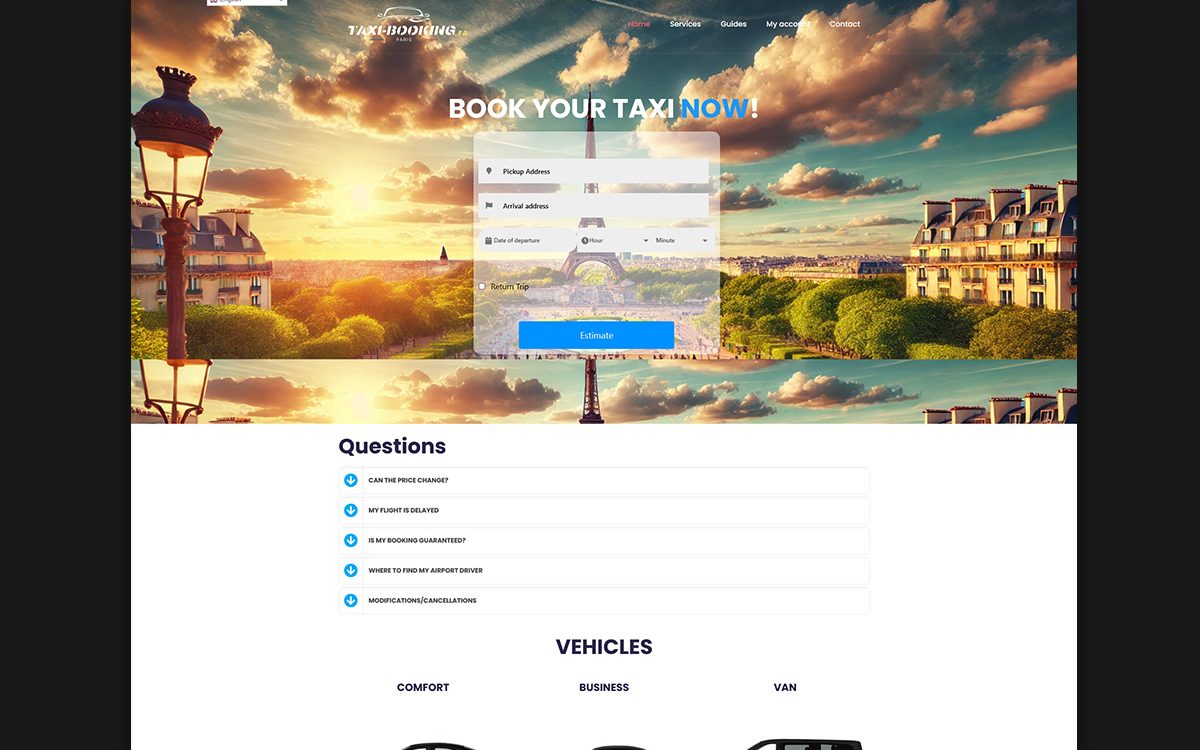 English
TAXI-BOOKING.FR
PARIS
Home Services Guides My account Contact
BOOK YOUR TAXI NOW!
Pickup Address
Arrival address
Date of departure Hour Minute
Return Trip
Estimate
Questions
CAN THE PRICE CHANGE?
MY FLIGHT IS DELAYED
IS MY BOOKING GUARANTEED?
WHERE TO FIND MY AIRPORT DRIVER
MODIFICATIONS/CANCELLATIONS
VEHICLES
COMFORT BUSINESS VAN